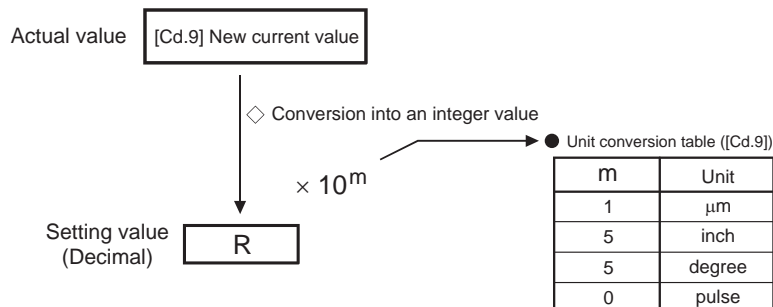 Actual value
[Cd.9] New current value
◇ Conversion into an integer value
× 10m
● Unit conversion table ([Cd.9])
m Unit
1 μm
5 inch
5 degree
0 pulse
Setting value
(Decimal)
R